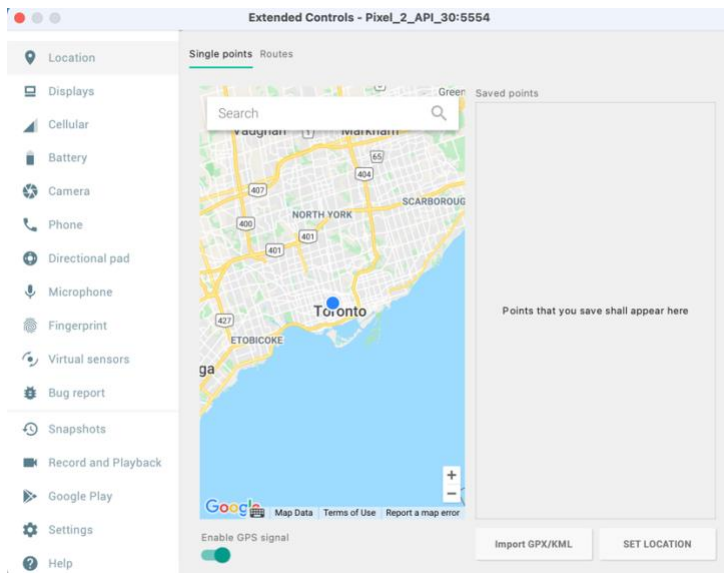 Extended Controls - Pixel_2_API_30:5554
Location
Displays
Cellular
Battery
Camera
Phone
Directional pad
Microphone
Fingerprint
Virtual sensors
Bug report
Snapshots
Record and Playback
Google Play
Settings
Help
Single points Routes
Search
Green
Vaughan 7 Markham
65
404
407
SCARBOROUG
NORTH YORK
400
401
401
Toronto
427
ETOBICOKE
ga
+
−
Google Map Data Terms of Use Report a map error
Enable GPS signal
Saved points
Points that you save shall appear here
Import GPX/KML SET LOCATION